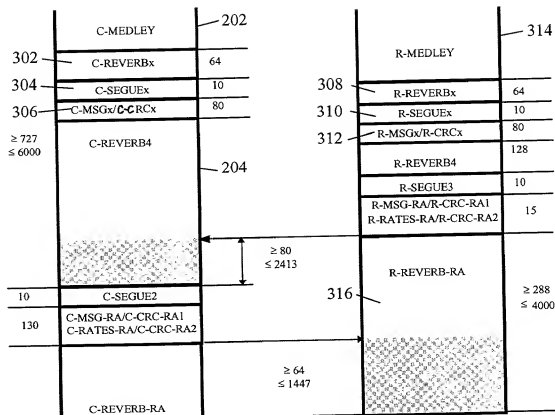 C-MEDLEY
202
302
C-REVERBx
64
304
C-SEGUEx
10
306
C-MSGx/C-CRCx
80
≥ 727
≤ 6000
C-REVERB4
204
≥ 80
≤ 2413
10
C-SEGUE2
130
C-MSG-RA/C-CRC-RA1
C-RATES-RA/C-CRC-RA2
≥ 64
≤ 1447
C-REVERB-RA
314
R-MEDLEY
308
R-REVERBx
64
310
R-SEGUEx
10
312
R-MSGx/R-CRCx
80
128
R-REVERB4
R-SEGUE3
10
R-MSG-RA/R-CRC-RA1
R-RATES-RA/R-CRC-RA2
15
R-REVERB-RA
316
≥ 288
≤ 4000